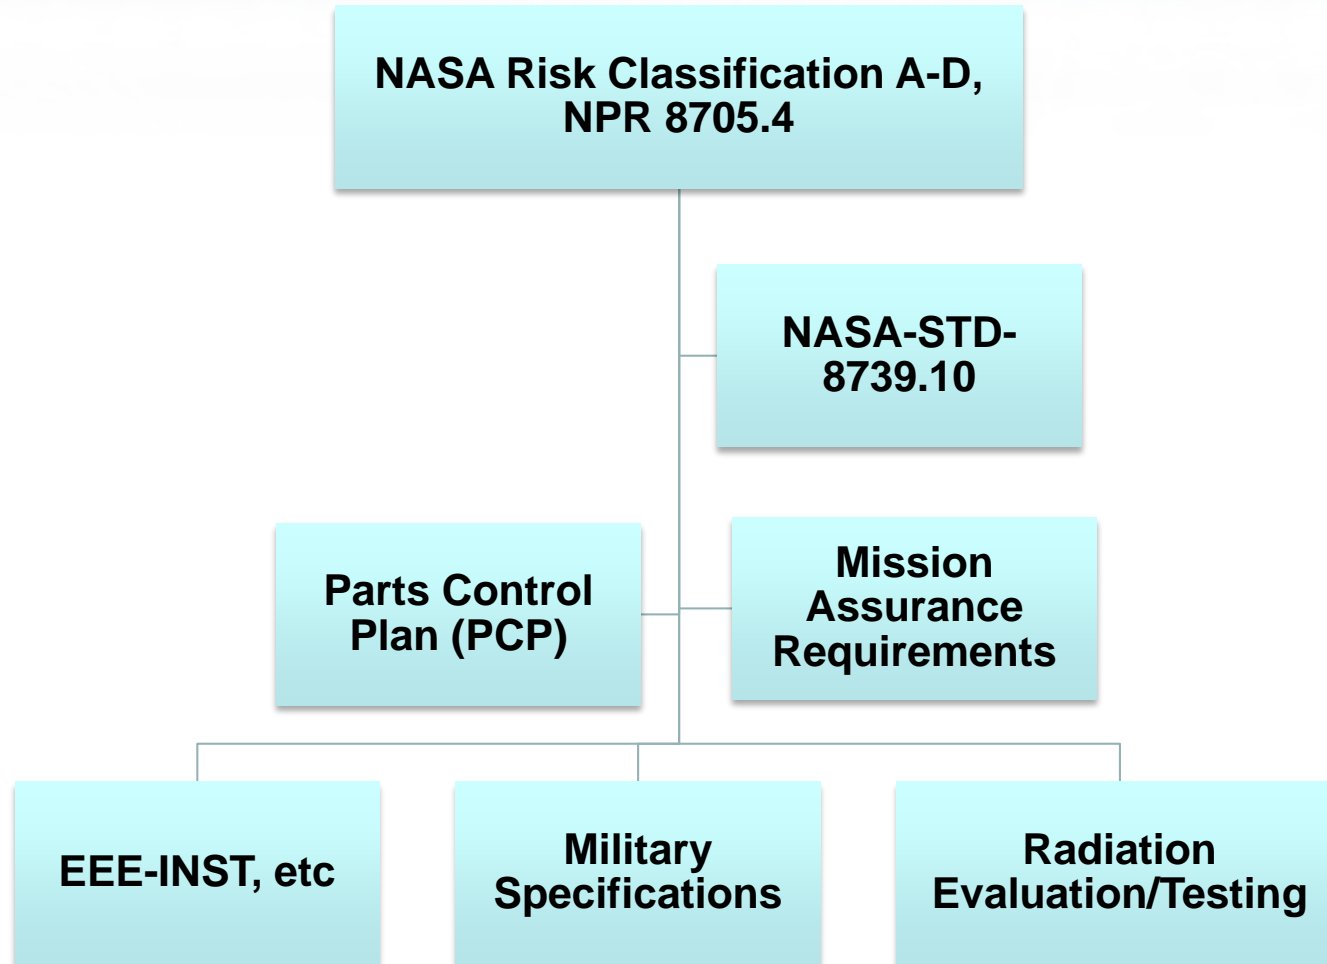 NASA Risk Classification A-D,
NPR 8705.4
NASA-STD-
8739.10
Parts Control
Plan (PCP)
Mission
Assurance
Requirements
EEE-INST, etc
Military
Specifications
Radiation
Evaluation/Testing